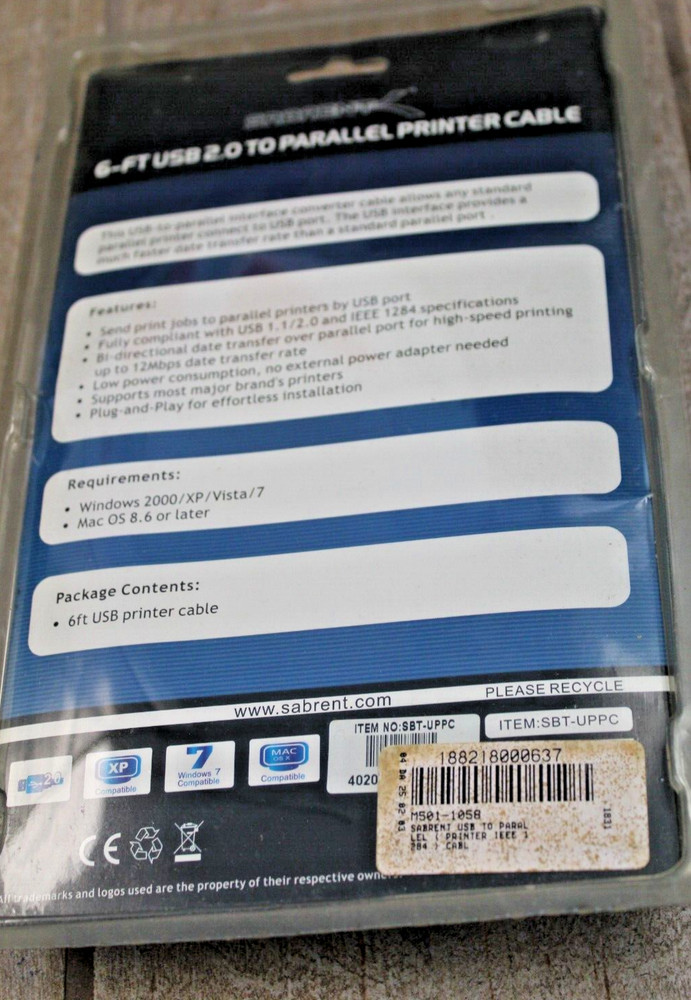 SABRENT
6-FT USB 2.0 TO PARALLEL PRINTER CABLE
This USB-to-parallel interface converter cable allows any standard
parallel printer connect to USB port. The USB interface provides a
much faster date transfer rate than a standard parallel port .
Features:
• Send print jobs to parallel printers by USB port
• Fully compliant with USB 1.1/2.0 and IEEE 1284 specifications
• Bi-directional date transfer over parallel port for high-speed printing
up to 12Mbps date transfer rate
• Low power consumption, no external power adapter needed
• Supports most major brand's printers
• Plug-and-Play for effortless installation
Requirements:
• Windows 2000/XP/Vista/7
• Mac OS 8.6 or later
Package Contents:
• 6ft USB printer cable
www.sabrent.com
PLEASE RECYCLE
2.0
XP
Compatible
7
Windows 7
Compatible
MAC
OS X
Compatible
ITEM NO:SBT-UPPC
4020
ITEM:SBT-UPPC
188218000637
M501-1058
SABRENT USB TO PARAL
LEL ( PRINTER IEEE 1
284 ) CABL
1831
CE
All trademarks and logos used are the property of their respective owners.